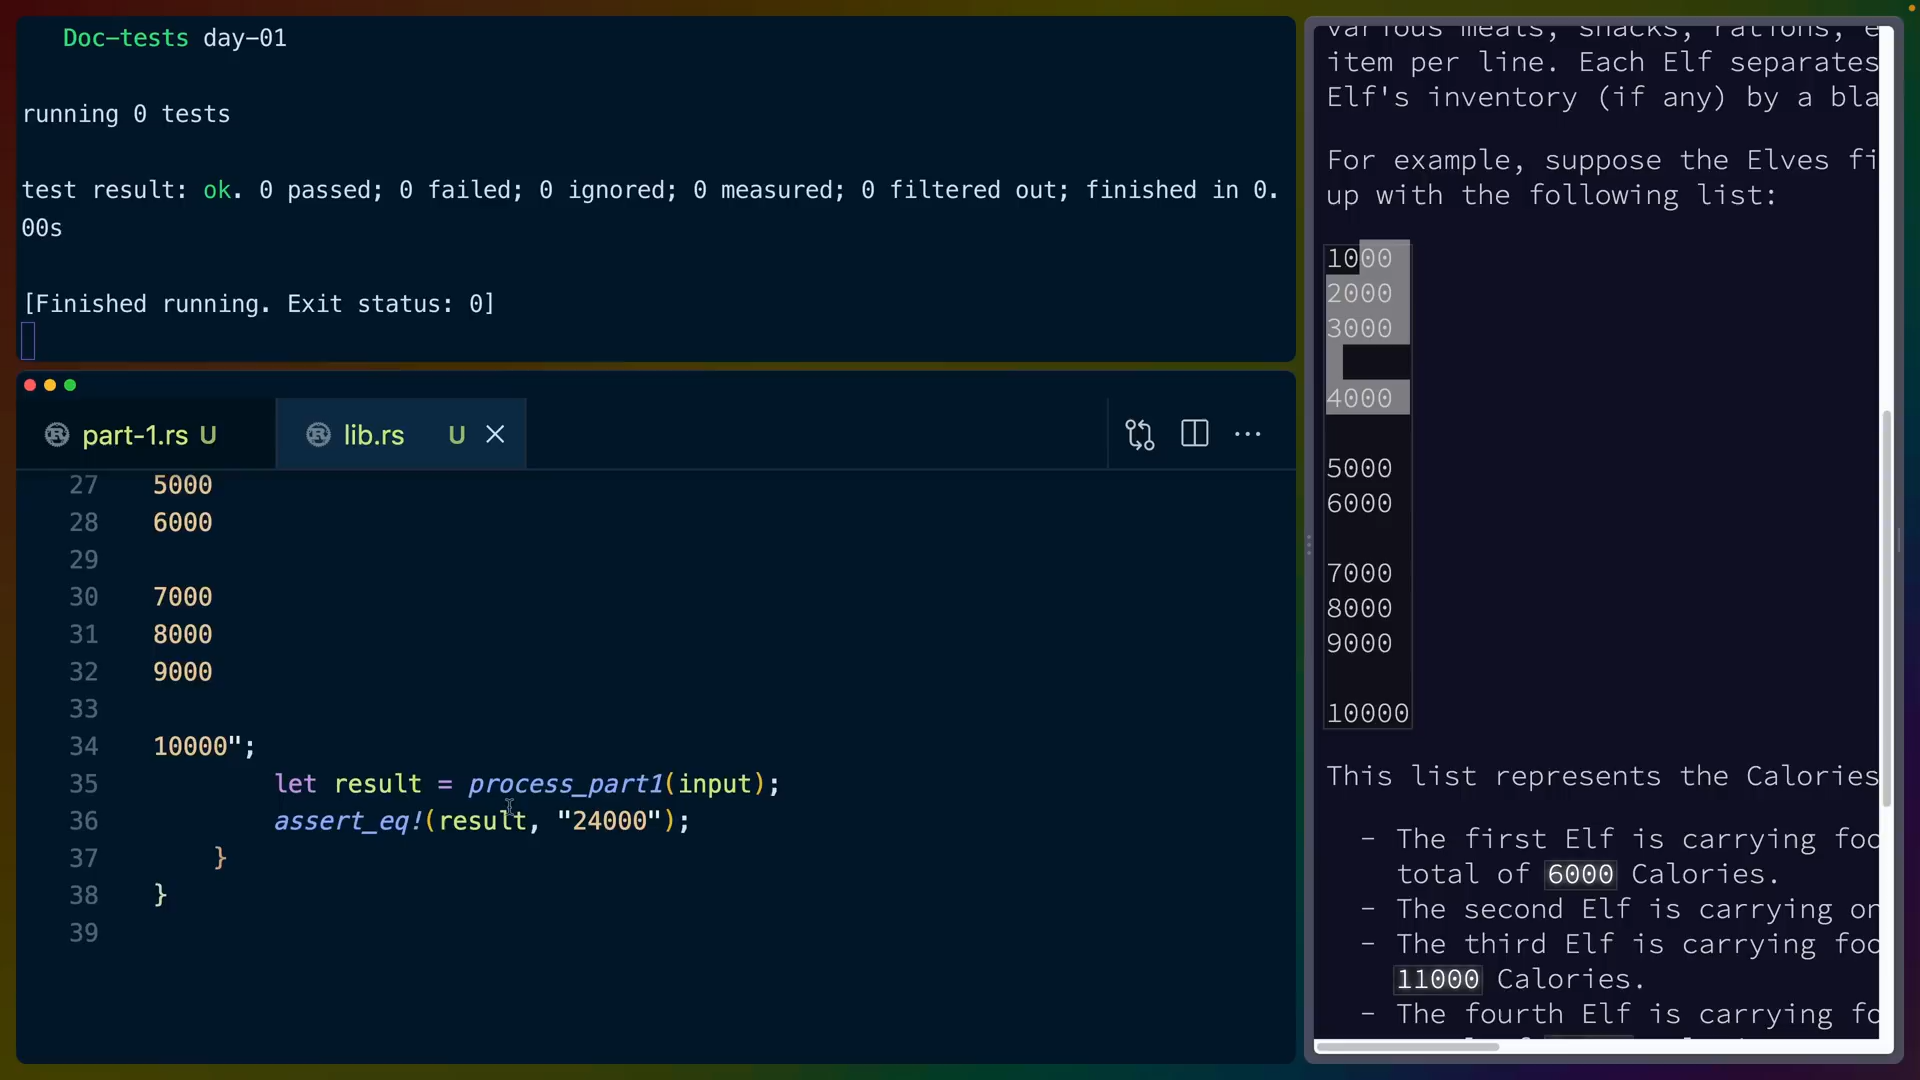 Doc-tests day-01
running 0 tests
test result: ok. 0 passed; 0 failed; 0 ignored; 0 measured; 0 filtered out; finished in 0.
00s
[Finished running. Exit status: 0]
part-1.rs U
lib.rs U
27 5000
28 6000
29
30 7000
31 8000
32 9000
33
34 10000";
35 let result = process_part1(input);
36 assert_eq!(result, "24000");
37 }
38 }
39
various meats, snacks, rations, e
item per line. Each Elf separates
Elf's inventory (if any) by a bla
For example, suppose the Elves fi
up with the following list:
1000
2000
3000
4000
5000
6000
7000
8000
9000
10000
This list represents the Calories
- The first Elf is carrying foo
total of 6000 Calories.
- The second Elf is carrying on
- The third Elf is carrying foo
11000 Calories.
- The fourth Elf is carrying fo